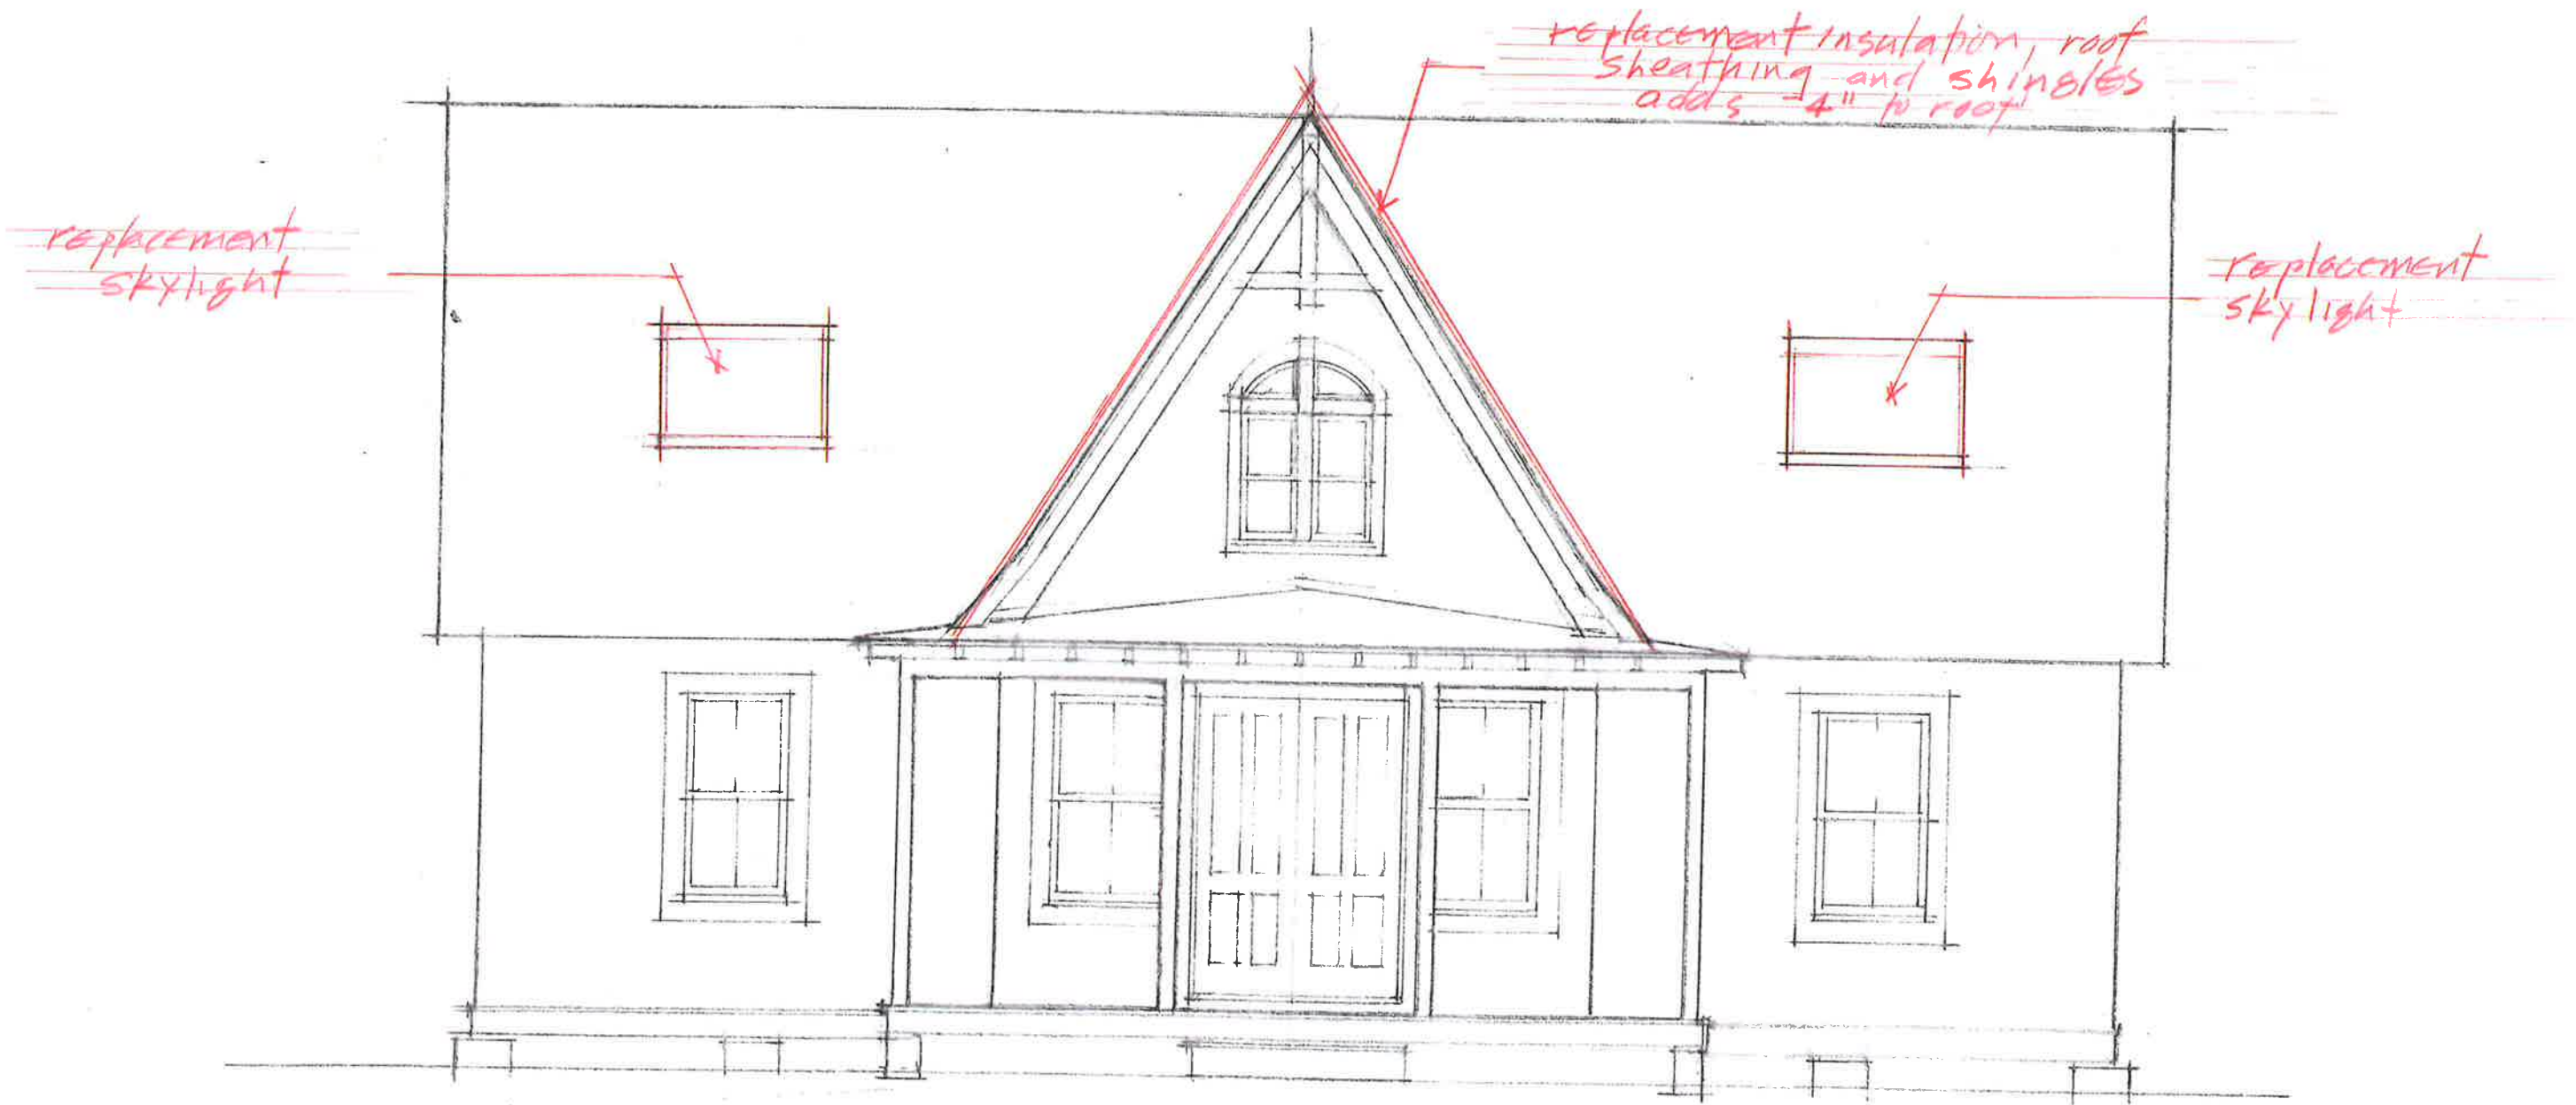 replacement insulation, roof
sheathing and shingles
adds ~4" to roof
replacement
skylight
replacement
skylight